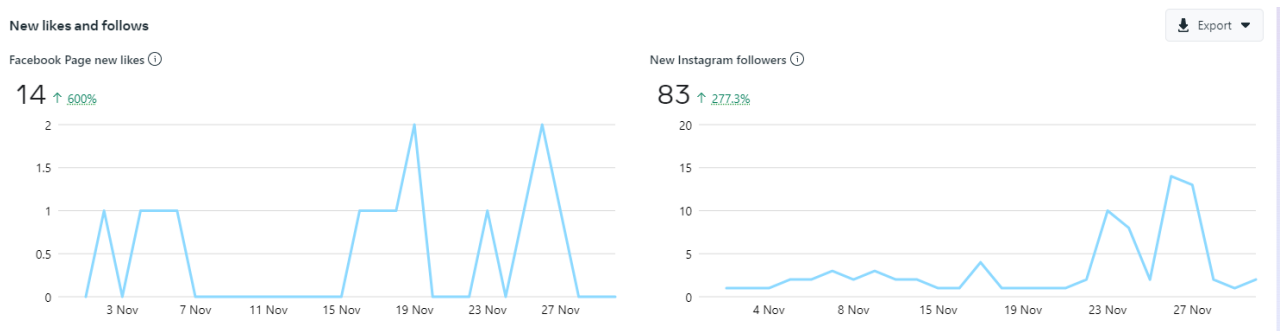 New likes and follows
Export
Facebook Page new likes
14 ↑ 600%
2
1.5
1
0.5
0
3 Nov 7 Nov 11 Nov 15 Nov 19 Nov 23 Nov 27 Nov
New Instagram followers
83 ↑ 277.3%
20
15
10
5
0
4 Nov 8 Nov 15 Nov 19 Nov 23 Nov 27 Nov